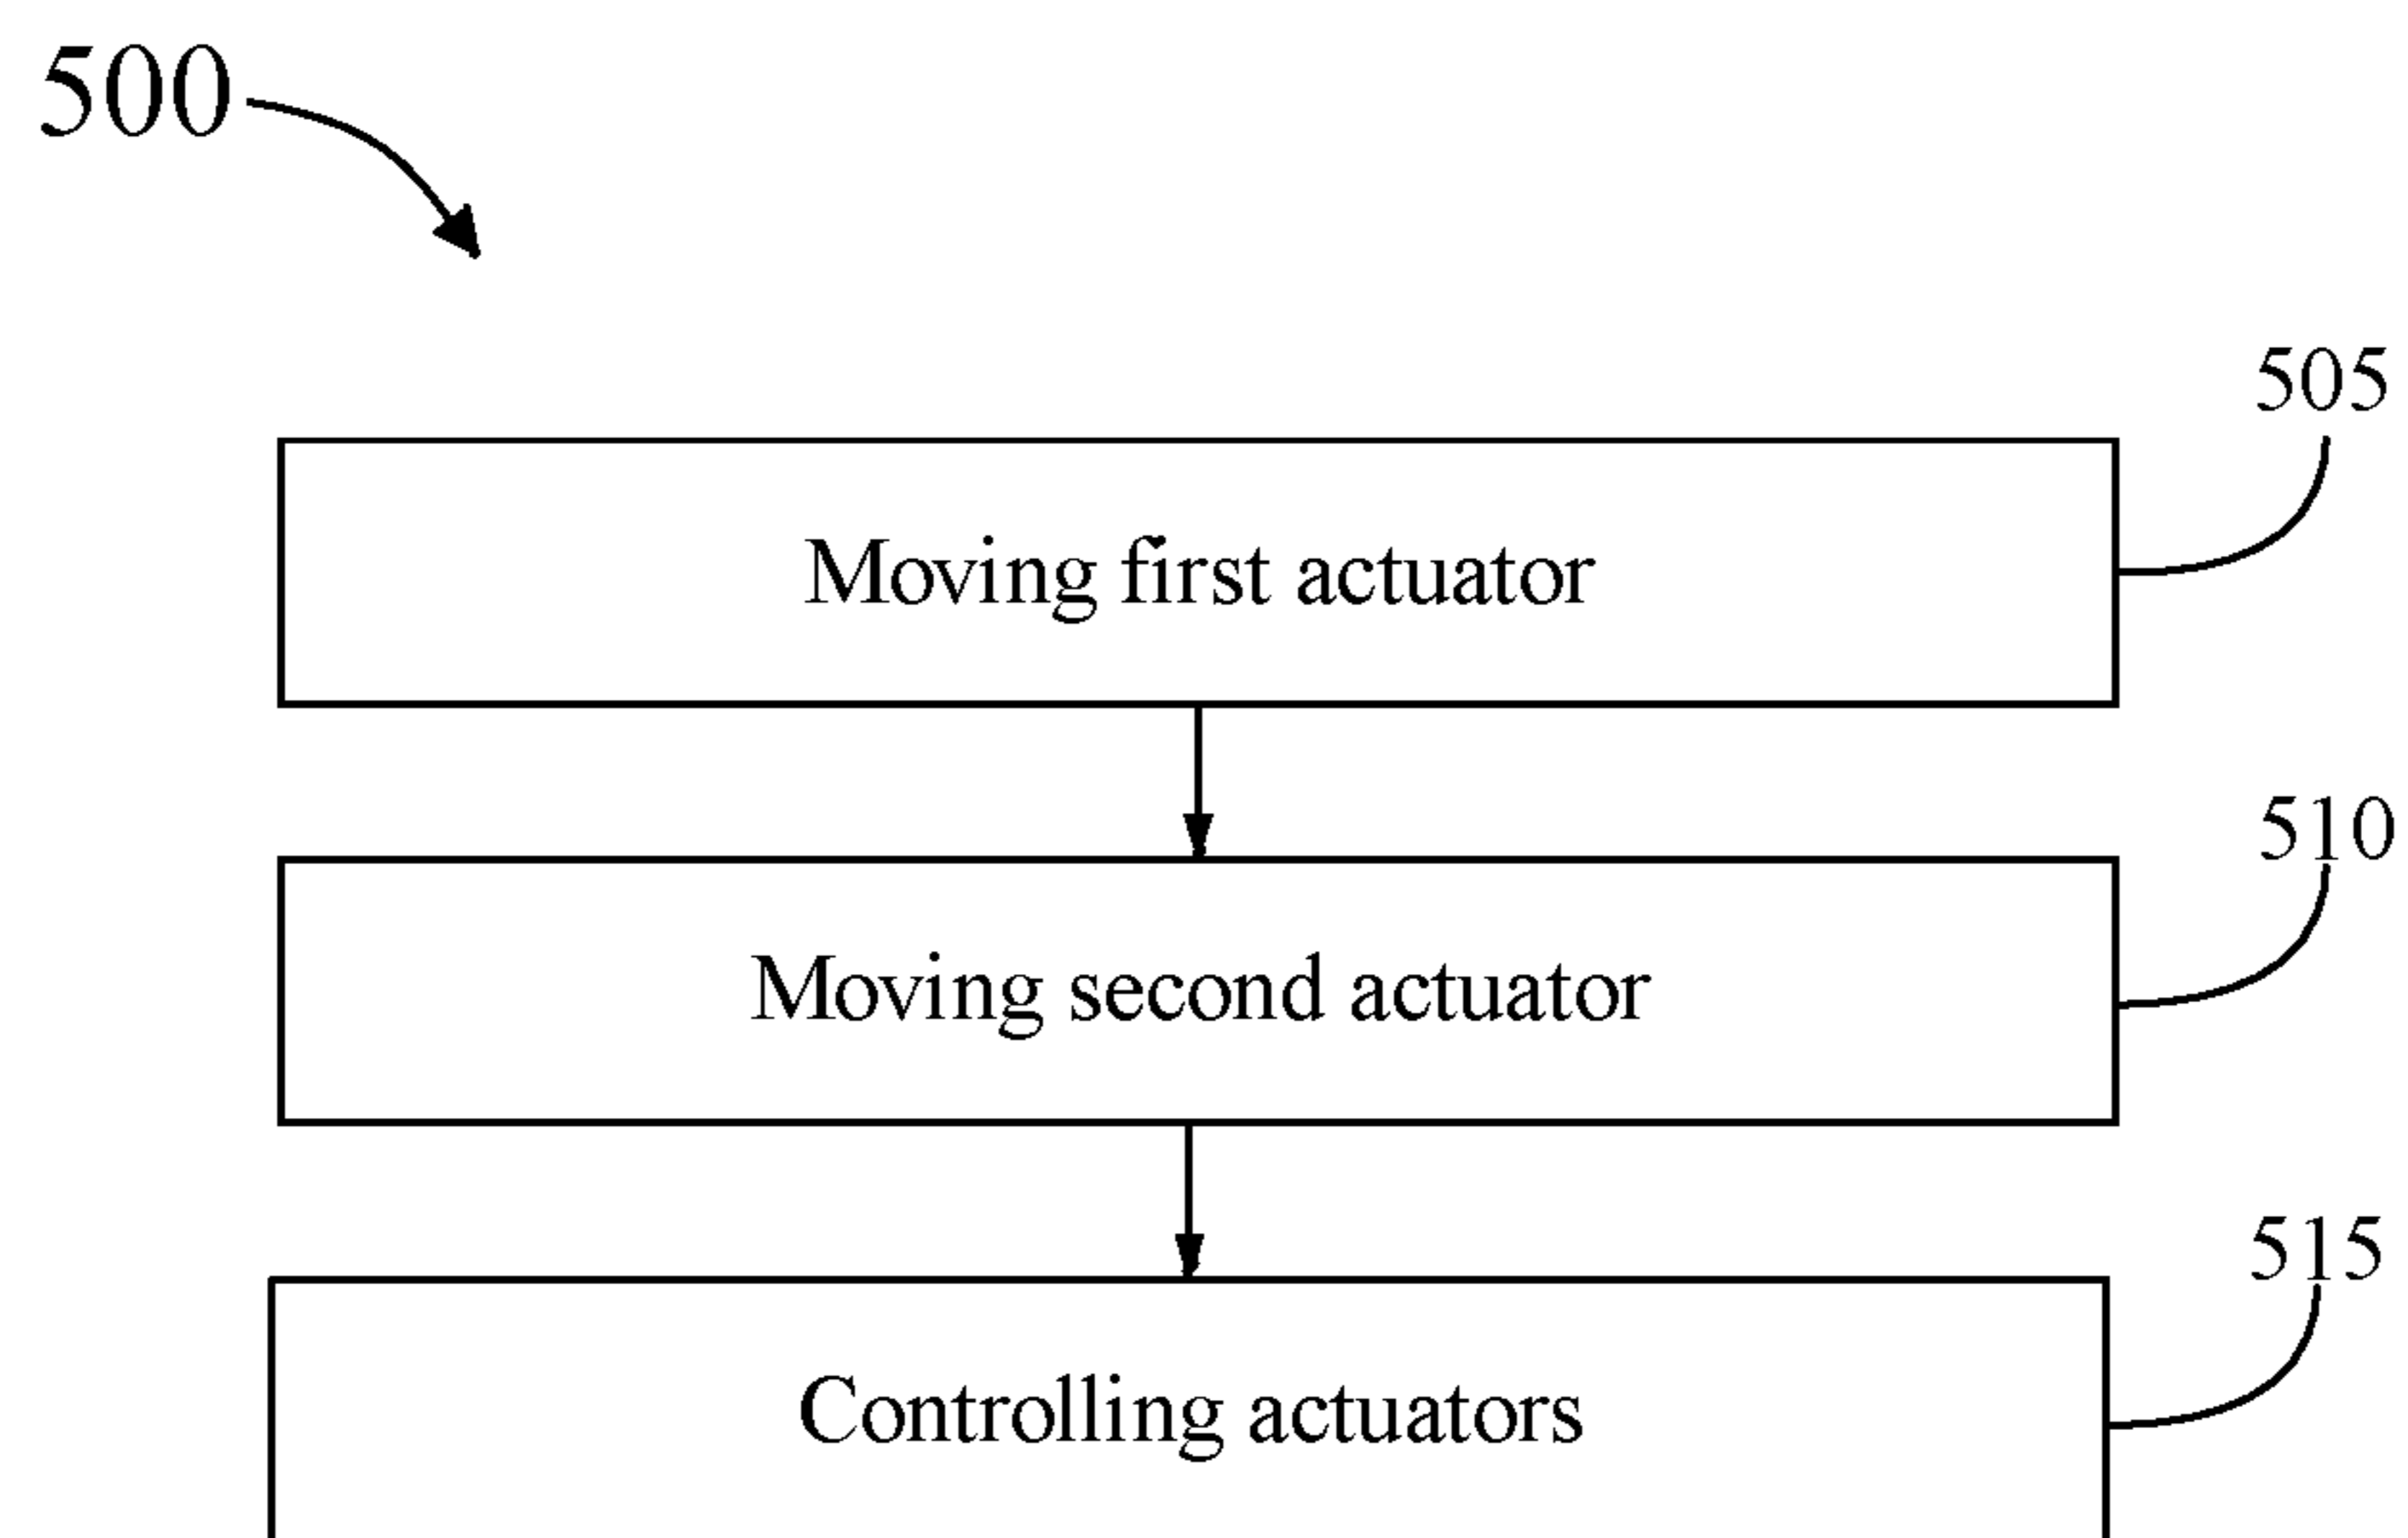 500
505
Moving first actuator
510
Moving second actuator
515
Controlling actuators